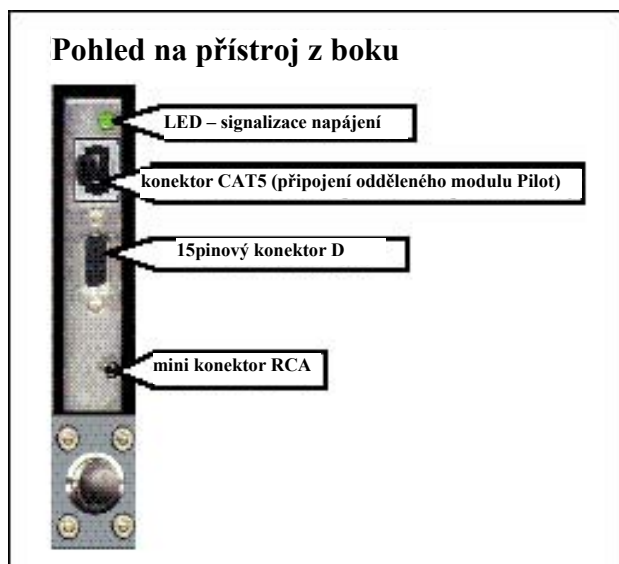 Pohled na přístroj z boku
LED – signalizace napájení
konektor CAT5 (připojení odděleného modulu Pilot)
15pinový konektor D
mini konektor RCA